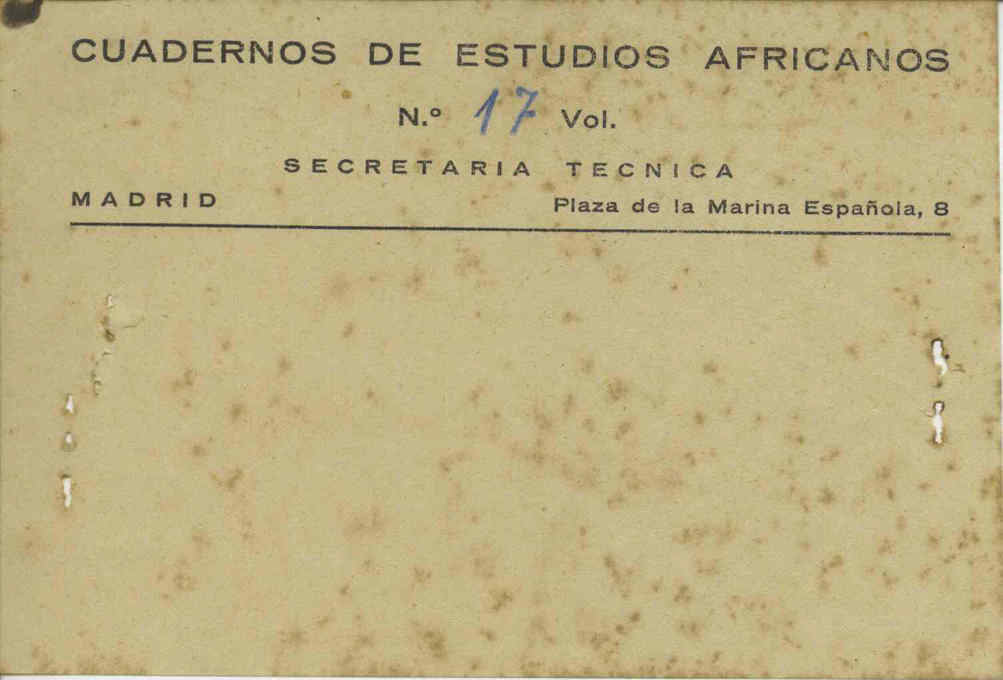 CUADERNOS DE ESTUDIOS AFRICANOS
N.º 17 Vol.
SECRETARIA TECNICA
MADRID Plaza de la Marina Española, 8